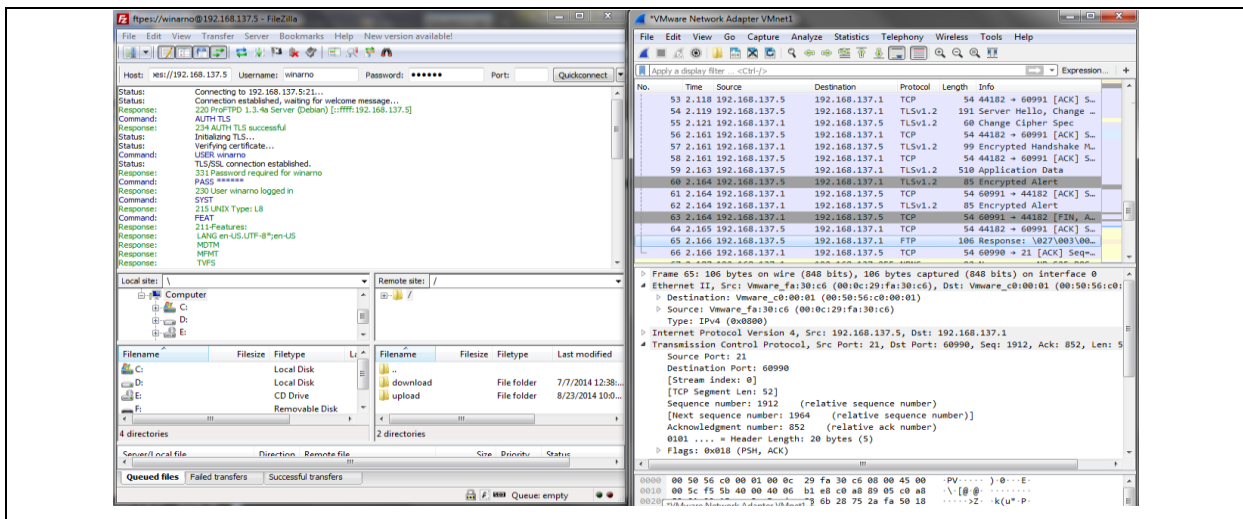 ftpes://winarno@192.168.137.5 - FileZilla
File Edit View Transfer Server Bookmarks Help New version available!
Host: xes://192.168.137.5 Username: winarno Password: ●●●●●● Port: Quickconnect
Status: Connecting to 192.168.137.5:21...
Status: Connection established, waiting for welcome message...
Response: 220 ProFTPD 1.3.4a Server (Debian) [::ffff:192.168.137.5]
Command: AUTH TLS
Response: 234 AUTH TLS successful
Status: Initializing TLS...
Status: Verifying certificate...
Command: USER winarno
Status: TLS/SSL connection established.
Response: 331 Password required for winarno
Command: PASS ******
Response: 230 User winarno logged in
Command: SYST
Response: 215 UNIX Type: L8
Command: FEAT
Response: 211-Features:
Response: LANG en-US.UTF-8*;en-US
Response: MDTM
Response: MFMT
Response: TVFS
Local site: \
Computer
C:
D:
E:
Remote site: /
/
Filename Filesize Filetype
C: Local Disk
D: Local Disk
E: CD Drive
F: Removable Disk
4 directories
Filename Filesize Filetype Last modified
..
download File folder 7/7/2014 12:38:...
upload File folder 8/23/2014 10:0...
2 directories
Server/Local file Direction Remote file Size Priority Status
Queued files Failed transfers Successful transfers
Queue: empty
*VMware Network Adapter VMnet1
File Edit View Go Capture Analyze Statistics Telephony Wireless Tools Help
Apply a display filter ... <Ctrl-/> Expression... +
No. Time Source Destination Protocol Length Info
53 2.118 192.168.137.5 192.168.137.1 TCP 54 44182 → 60991 [ACK] S...
54 2.119 192.168.137.5 192.168.137.1 TLSv1.2 191 Server Hello, Change ...
55 2.121 192.168.137.1 192.168.137.5 TLSv1.2 60 Change Cipher Spec
56 2.161 192.168.137.5 192.168.137.1 TCP 54 44182 → 60991 [ACK] S...
57 2.161 192.168.137.1 192.168.137.5 TLSv1.2 99 Encrypted Handshake M...
58 2.161 192.168.137.5 192.168.137.1 TCP 54 44182 → 60991 [ACK] S...
59 2.163 192.168.137.5 192.168.137.1 TLSv1.2 510 Application Data
60 2.164 192.168.137.5 192.168.137.1 TLSv1.2 85 Encrypted Alert
61 2.164 192.168.137.1 192.168.137.5 TCP 54 60991 → 44182 [ACK] S...
62 2.164 192.168.137.1 192.168.137.5 TLSv1.2 85 Encrypted Alert
63 2.164 192.168.137.1 192.168.137.5 TCP 54 60991 → 44182 [FIN, A...
64 2.165 192.168.137.5 192.168.137.1 TCP 54 44182 → 60991 [ACK] S...
65 2.166 192.168.137.5 192.168.137.1 FTP 106 Response: \027\003\00...
66 2.166 192.168.137.1 192.168.137.5 TCP 54 60990 → 21 [ACK] Seq=...
Frame 65: 106 bytes on wire (848 bits), 106 bytes captured (848 bits) on interface 0
Ethernet II, Src: Vmware_fa:30:c6 (00:0c:29:fa:30:c6), Dst: Vmware_c0:00:01 (00:50:56:c0:
Destination: Vmware_c0:00:01 (00:50:56:c0:00:01)
Source: Vmware_fa:30:c6 (00:0c:29:fa:30:c6)
Type: IPv4 (0x0800)
Internet Protocol Version 4, Src: 192.168.137.5, Dst: 192.168.137.1
Transmission Control Protocol, Src Port: 21, Dst Port: 60990, Seq: 1912, Ack: 852, Len: 5
Source Port: 21
Destination Port: 60990
[Stream index: 0]
[TCP Segment Len: 52]
Sequence number: 1912 (relative sequence number)
[Next sequence number: 1964 (relative sequence number)]
Acknowledgment number: 852 (relative ack number)
0101 .... = Header Length: 20 bytes (5)
Flags: 0x018 (PSH, ACK)
0000 00 50 56 c0 00 01 00 0c 29 fa 30 c6 08 00 45 00 ·PV····· )·0···E·
0010 00 5c f5 5b 40 00 40 06 b1 e8 c0 a8 89 05 c0 a8 ·\·[@·@· ········
0020 6b 28 75 2a fa 50 18 ·····>Z· ·k(u*·P·
*VMware Network Adapter VMnet1